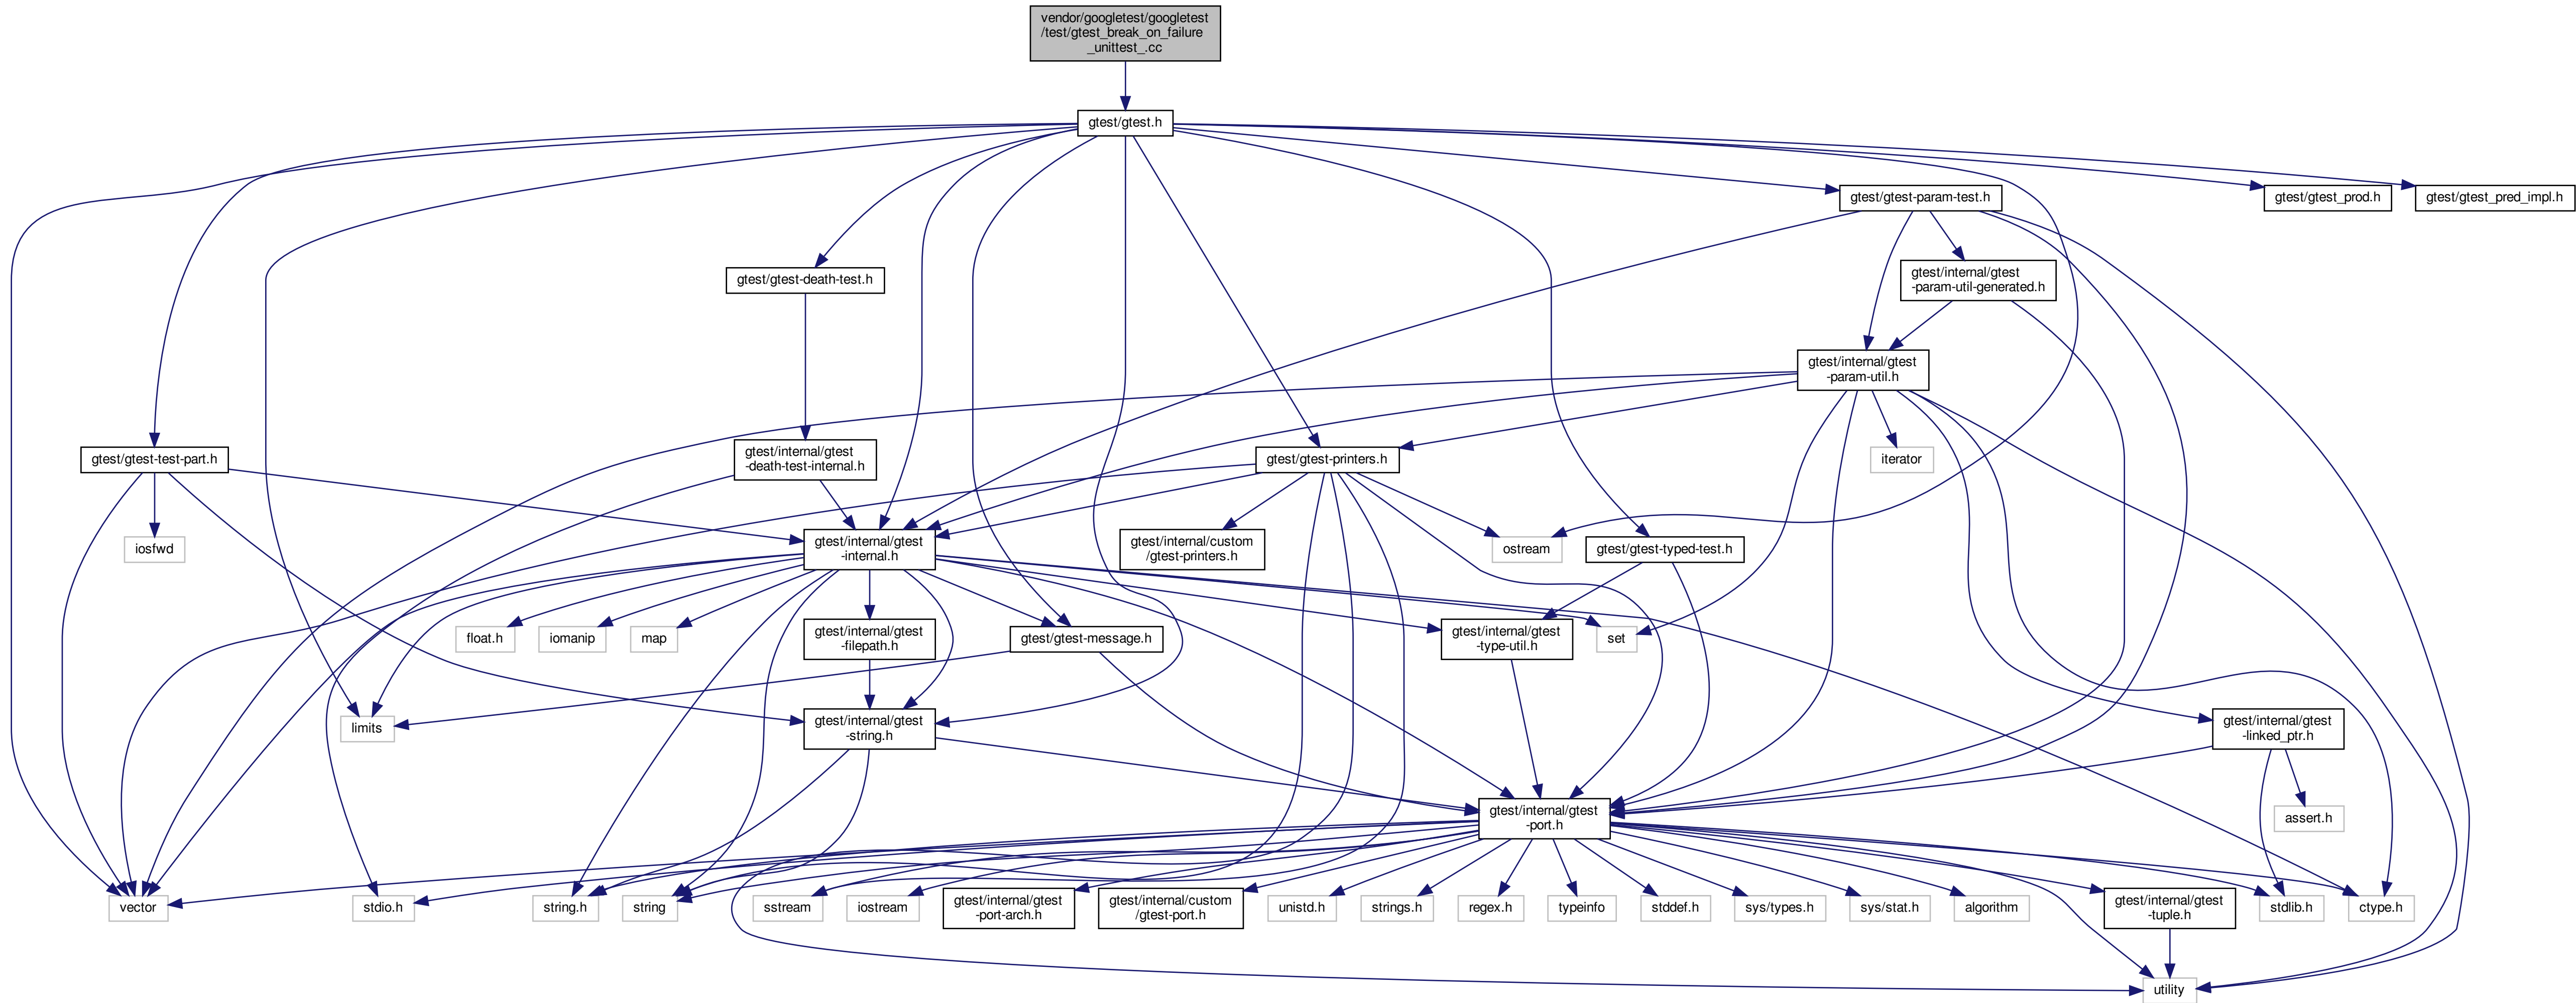 vendor/googletest/googletest
/test/gtest_break_on_failure
_unittest_.cc
gtest/gtest.h
gtest/gtest-param-test.h
gtest/gtest_prod.h
gtest/gtest_pred_impl.h
gtest/gtest-death-test.h
gtest/internal/gtest
-param-util-generated.h
gtest/internal/gtest
-param-util.h
gtest/gtest-test-part.h
gtest/internal/gtest
-death-test-internal.h
gtest/gtest-printers.h
iterator
iosfwd
gtest/internal/gtest
-internal.h
gtest/internal/custom
/gtest-printers.h
ostream
gtest/gtest-typed-test.h
float.h
iomanip
map
gtest/internal/gtest
-filepath.h
gtest/gtest-message.h
gtest/internal/gtest
-type-util.h
set
limits
gtest/internal/gtest
-string.h
gtest/internal/gtest
-linked_ptr.h
gtest/internal/gtest
-port.h
assert.h
vector
stdio.h
string.h
string
sstream
iostream
gtest/internal/gtest
-port-arch.h
gtest/internal/custom
/gtest-port.h
unistd.h
strings.h
regex.h
typeinfo
stddef.h
sys/types.h
sys/stat.h
algorithm
gtest/internal/gtest
-tuple.h
stdlib.h
ctype.h
utility